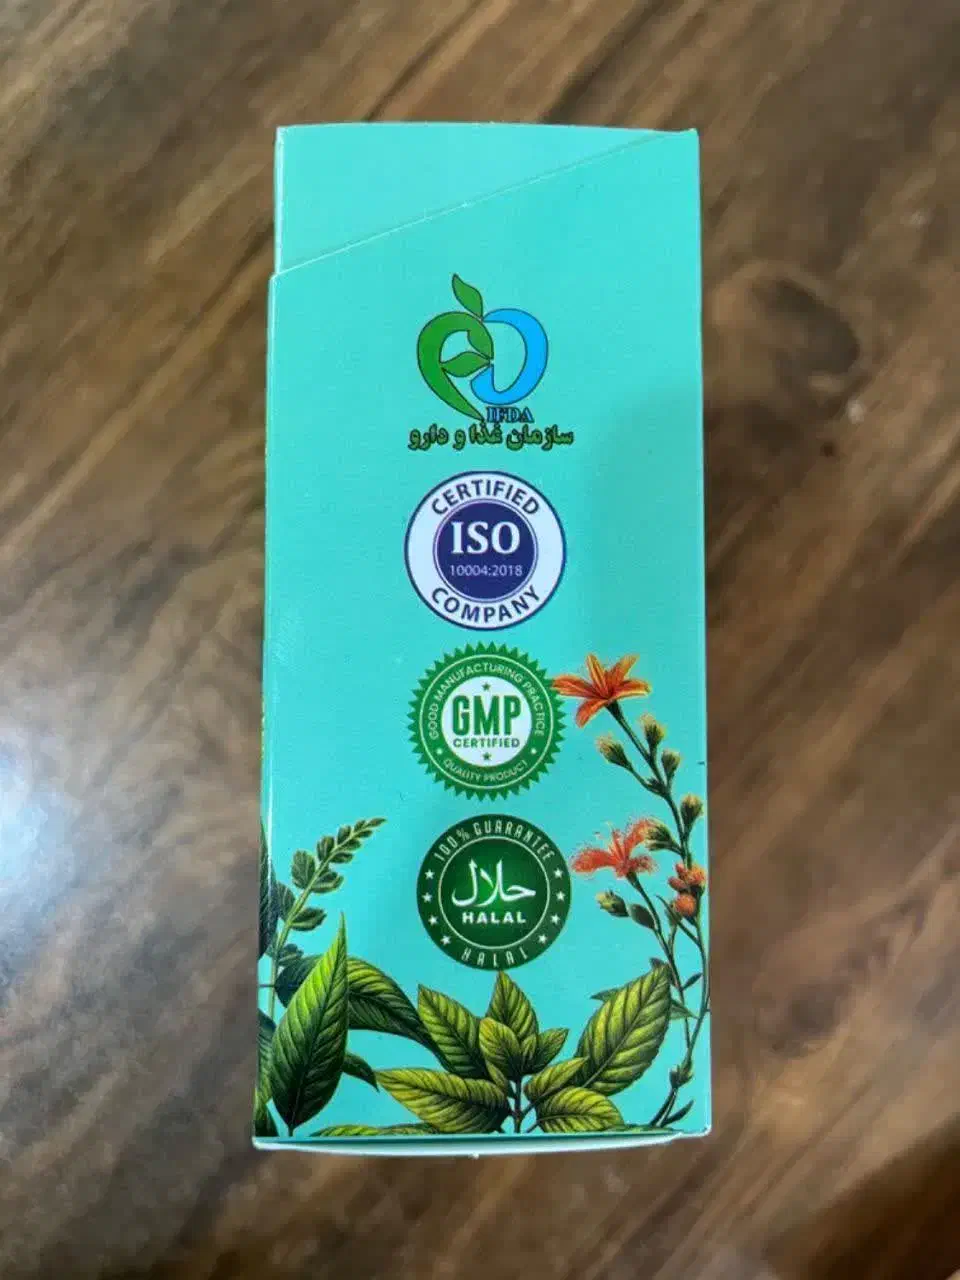 IFDA
سازمان غذا و دارو
CERTIFIED
ISO
10004:2018
COMPANY
GOOD MANUFACTURING PRACTICE
GMP
CERTIFIED
QUALITY PRODUCT
100% GUARANTEE
حلال
HALAL
HALAL